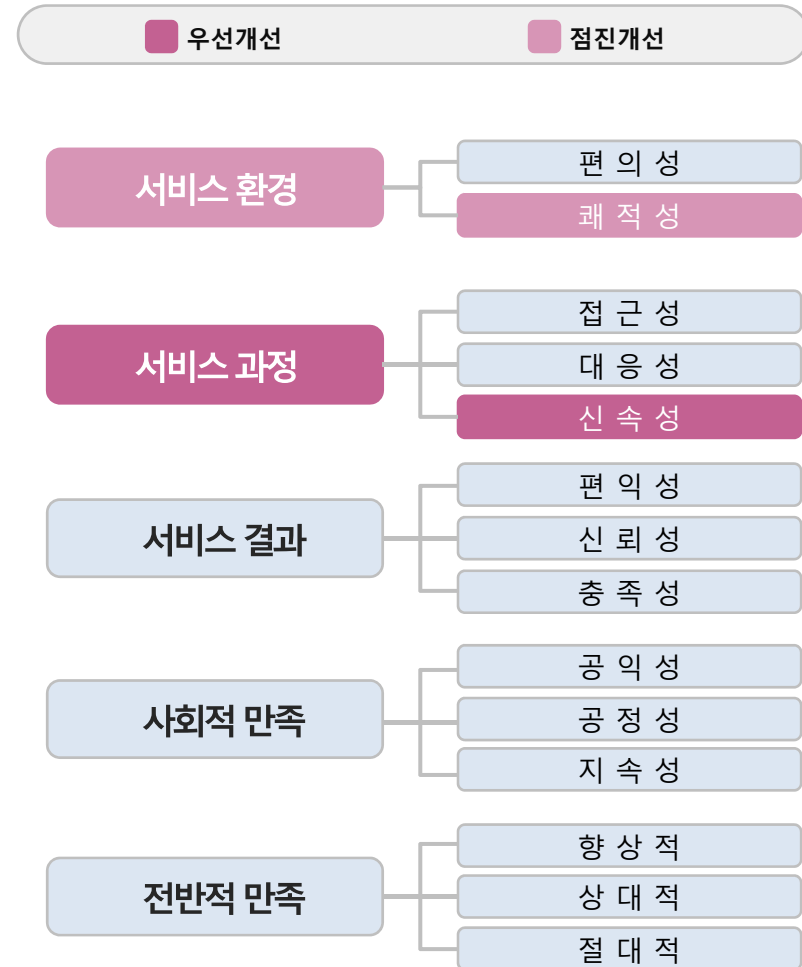 우선개선 점진개선
서비스 환경
편 의 성
쾌 적 성
서비스 과정
접 근 성
대 응 성
신 속 성
서비스 결과
편 익 성
신 뢰 성
충 족 성
사회적 만족
공 익 성
공 정 성
지 속 성
전반적 만족
향 상 적
상 대 적
절 대 적